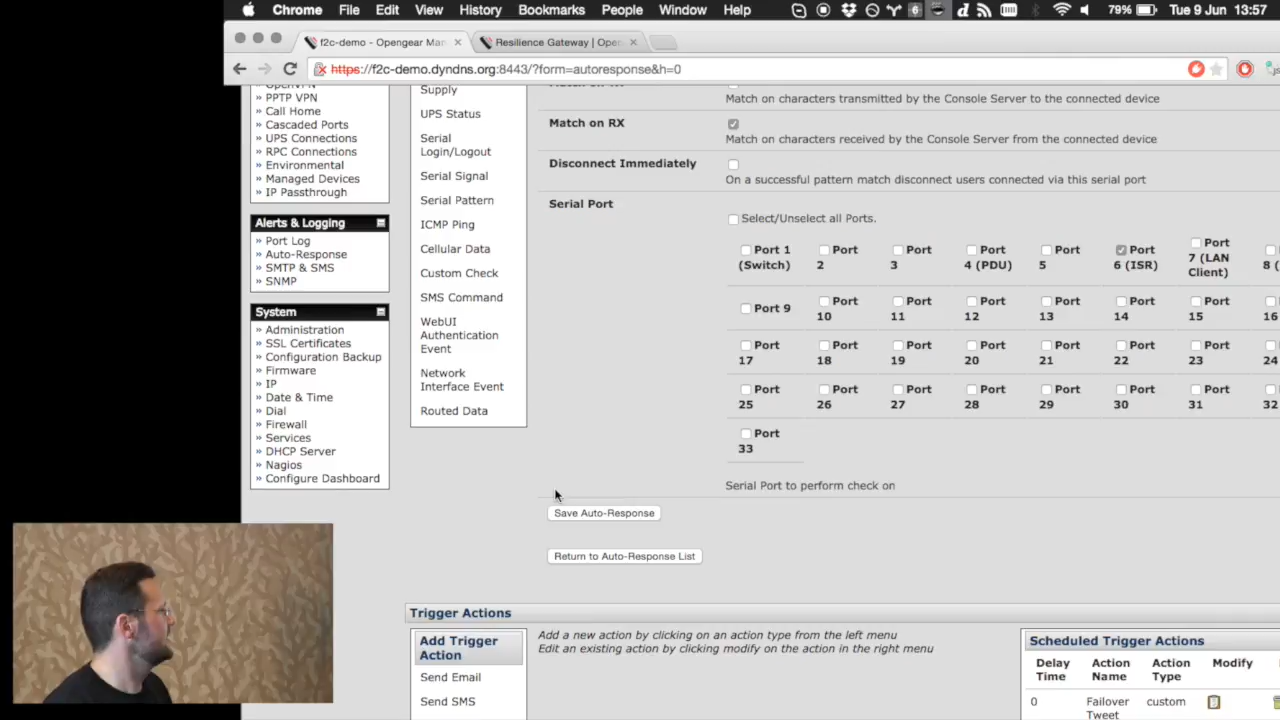 Chrome File Edit View History Bookmarks People Window Help 6 79% Tue 9 Jun 13:57
f2c-demo - Opengear Man × Resilience Gateway | Open ×
https://f2c-demo.dyndns.org:8443/?form=autoresponse&h=0
» PPTP VPN
» Call Home
» Cascaded Ports
» UPS Connections
» RPC Connections
» Environmental
» Managed Devices
» IP Passthrough
Alerts & Logging
» Port Log
» Auto-Response
» SMTP & SMS
» SNMP
System
» Administration
» SSL Certificates
» Configuration Backup
» Firmware
» IP
» Date & Time
» Dial
» Firewall
» Services
» DHCP Server
» Nagios
» Configure Dashboard
Supply
UPS Status
Serial
Login/Logout
Serial Signal
Serial Pattern
ICMP Ping
Cellular Data
Custom Check
SMS Command
WebUI
Authentication
Event
Network
Interface Event
Routed Data
Match on characters transmitted by the Console Server to the connected device
Match on RX
Match on characters received by the Console Server from the connected device
Disconnect Immediately
On a successful pattern match disconnect users connected via this serial port
Serial Port
Select/Unselect all Ports.
Port 1
(Switch)
Port
2
Port
3
Port
4 (PDU)
Port
5
Port
6 (ISR)
Port
7 (LAN
Client)
8 (
Port 9
Port
10
Port
11
Port
12
Port
13
Port
14
Port
15
16
Port
17
Port
18
Port
19
Port
20
Port
21
Port
22
Port
23
24
Port
25
Port
26
Port
27
Port
28
Port
29
Port
30
Port
31
32
Port
33
Serial Port to perform check on
Save Auto-Response
Return to Auto-Response List
Trigger Actions
Add Trigger
Action
Send Email
Send SMS
Add a new action by clicking on an action type from the left menu
Edit an existing action by clicking modify on the action in the right menu
Scheduled Trigger Actions
Delay
Time
Action
Name
Action
Type
Modify
0
Failover
Tweet
custom